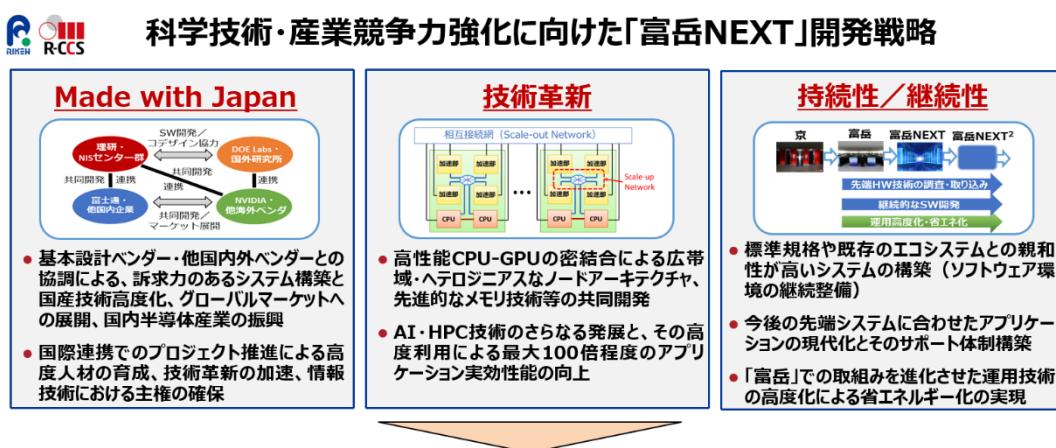 RIKEN
R-CCS
科学技術・産業競争力強化に向けた「富岳NEXT」開発戦略
Made with Japan
SW開発／
コデザイン協力
理研・
NISセンター群
DOE Labs・
国外研究所
共同開発
連携
共同開発
連携
連携
富士通・
他国内企業
NVIDIA・
他海外ベンダ
共同開発／
マーケット展開
● 基本設計ベンダー・他国内外ベンダーとの
協調による、訴求力のあるシステム構築と
国産技術高度化、グローバルマーケットへ
の展開、国内半導体産業の振興
● 国際連携でのプロジェクト推進による高
度人材の育成、技術革新の加速、情報
技術における主権の確保
技術革新
相互接続網（Scale-out Network）
加速部 加速部 加速部 加速部
Scale-up
Network
加速部 加速部 ••• 加速部 加速部
CPU CPU CPU CPU
● 高性能CPU-GPUの密結合による広帯
域・ヘテロジニアスなノードアーキテクチャ、
先進的なメモリ技術等の共同開発
● AI・HPC技術のさらなる発展と、その高
度利用による最大100倍程度のアプリ
ケーション実効性能の向上
持続性／継続性
京 富岳 富岳NEXT 富岳NEXT²
先端HW技術の調査・取り込み
継続的なSW開発
運用高度化・省エネ化
● 標準規格や既存のエコシステムとの親和
性が高いシステムの構築（ソフトウェア環
境の継続整備）
● 今後の先端システムに合わせたアプリケー
ションの現代化とそのサポート体制構築
● 「富岳」での取組みを進化させた運用技術
の高度化による省エネルギー化の実現